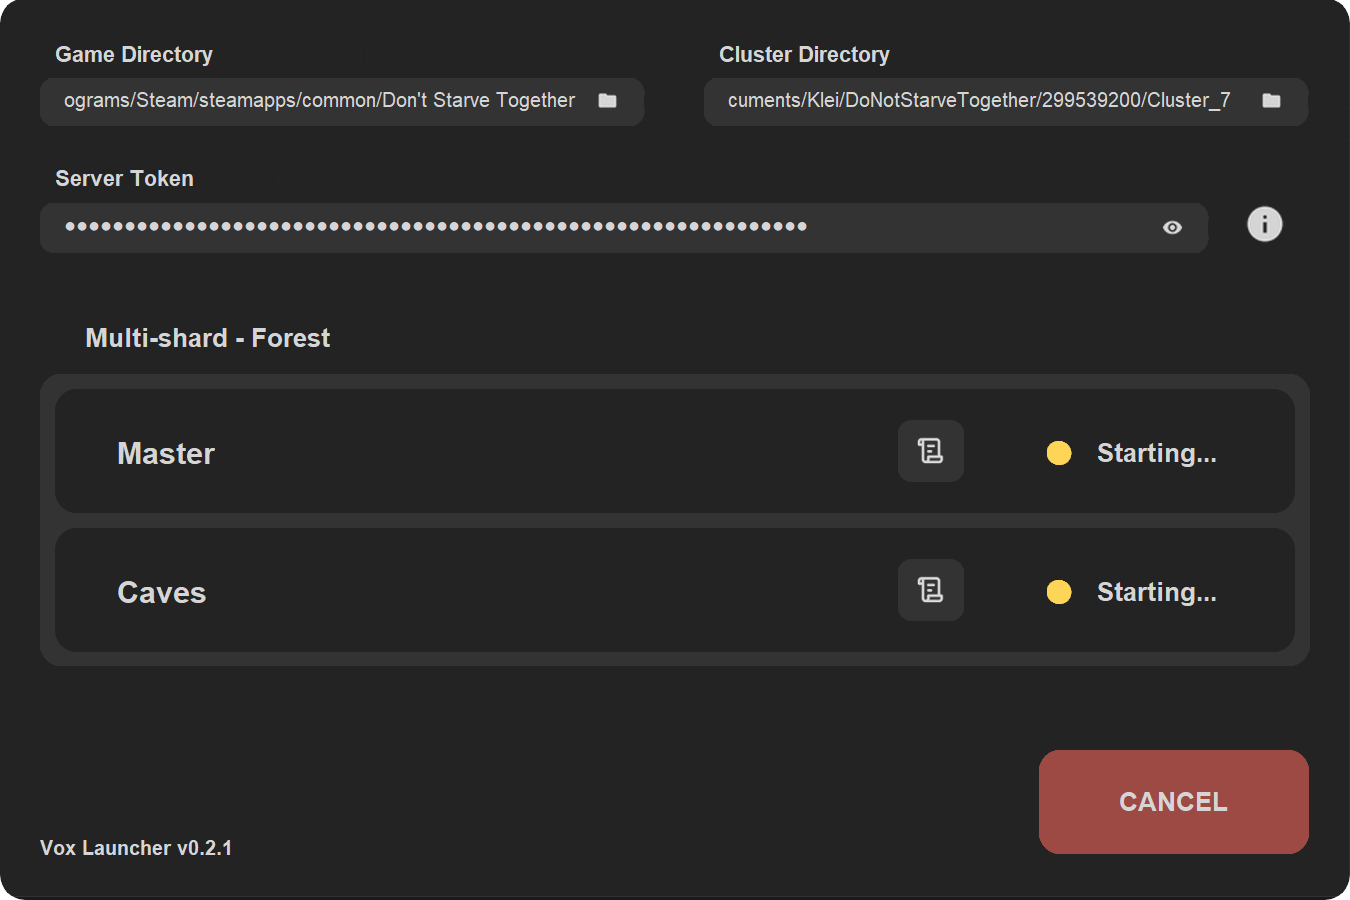 Game Directory
Cluster Directory
ograms/Steam/steamapps/common/Don't Starve Together
cuments/Klei/DoNotStarveTogether/299539200/Cluster_7
Server Token
••••••••••••••••••••••••••••••••••••••••••••••••••••••••••••••
Multi-shard - Forest
Master
Starting...
Caves
Starting...
CANCEL
Vox Launcher v0.2.1